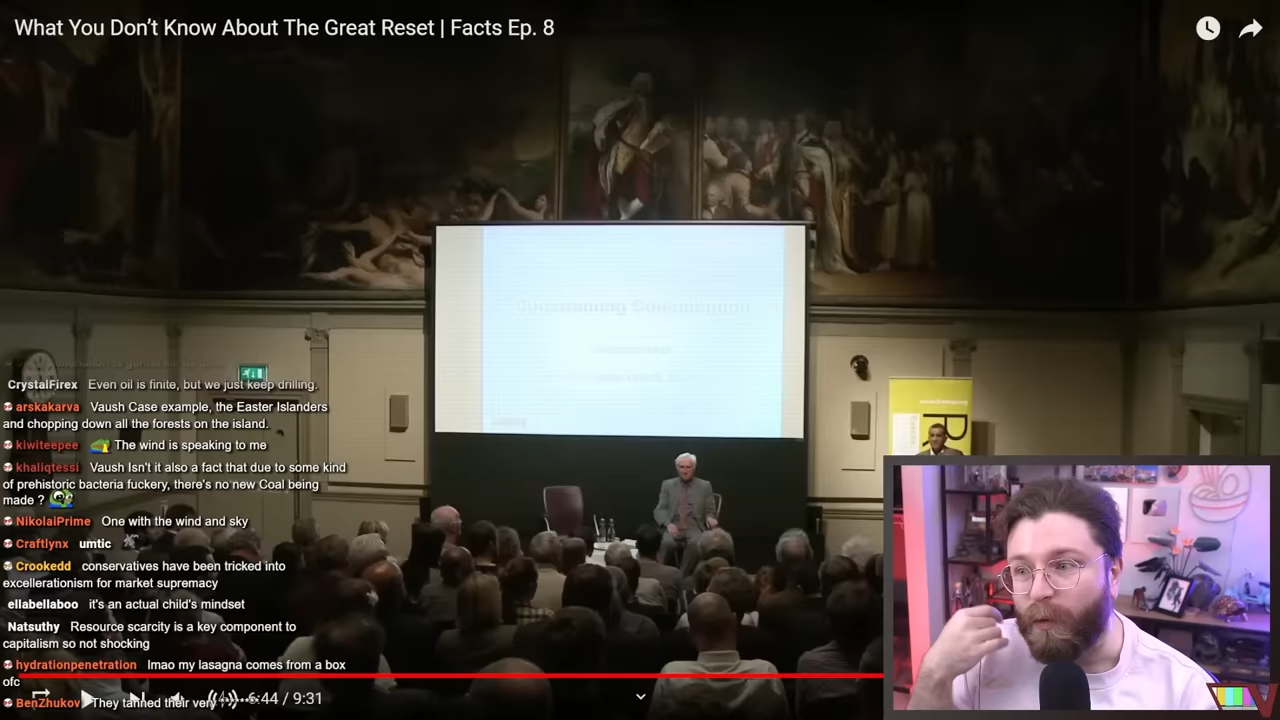 What You Don’t Know About The Great Reset | Facts Ep. 8
CrystalFirex Even oil is finite, but we just keep drilling.
arskakarva Vaush Case example, the Easter Islanders
and chopping down all the forests on the island.
kiwiteepee The wind is speaking to me
khaliqtessi Vaush Isn't it also a fact that due to some kind
of prehistoric bacteria fuckery, there's no new Coal being
made ?
NikolaiPrime One with the wind and sky
Craftlynx umtic
Crookedd conservatives have been tricked into
excellerationism for market supremacy
ellabellaboo it's an actual child's mindset
Natsuthy Resource scarcity is a key component to
capitalism so not shocking
hydrationpenetration lmao my lasagna comes from a box
ofc
BenZhukov They tanned their very
6:44 / 9:31